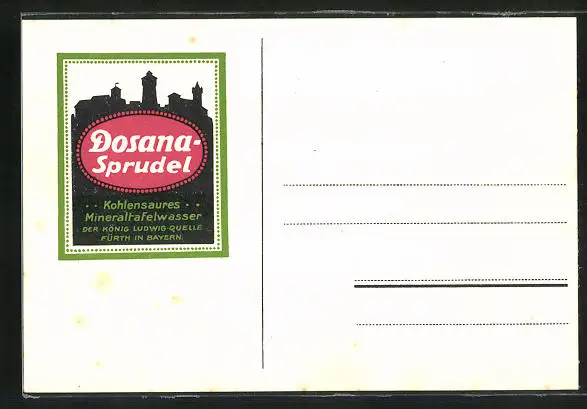 Dosana-
Sprudel
Kohlensaures
Mineraltafelwasser
DER KÖNIG LUDWIG-QUELLE
FÜRTH IN BAYERN